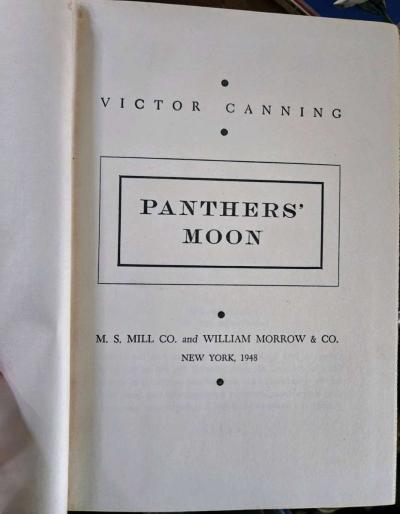 VICTOR CANNING
PANTHERS'
MOON
M. S. MILL CO. and WILLIAM MORROW & CO.
NEW YORK, 1948